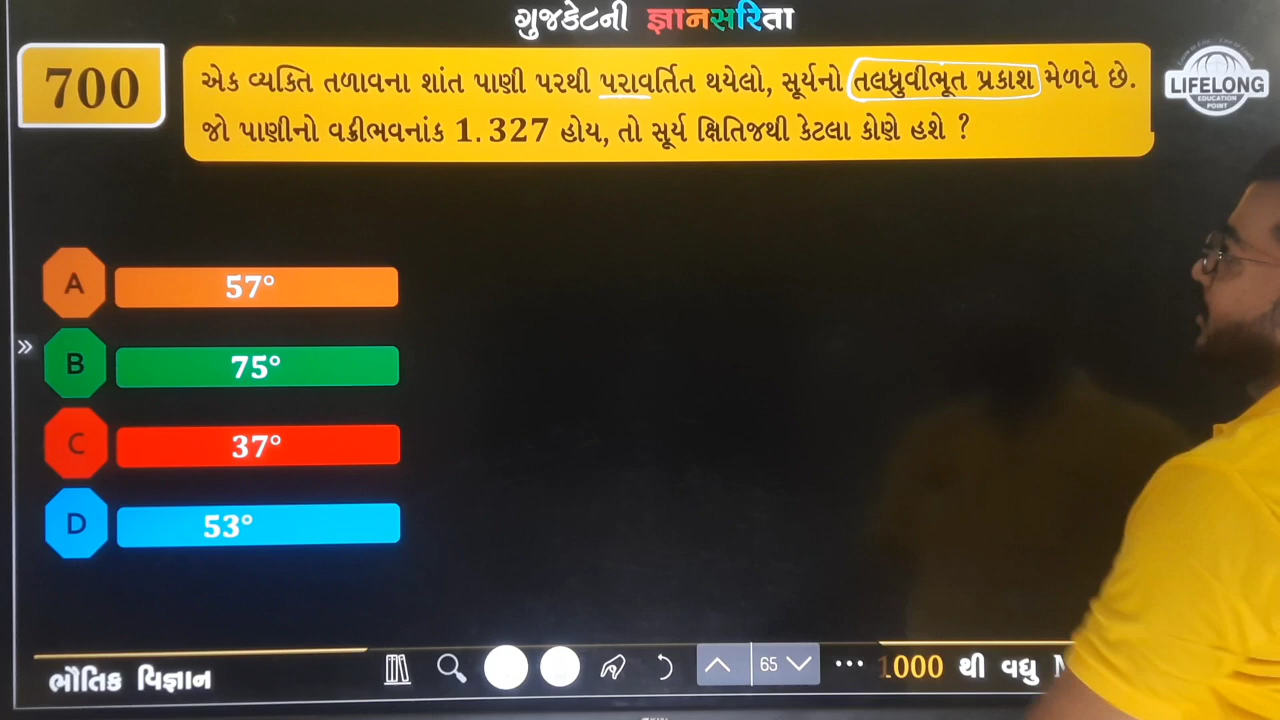 ગુજકેટની જ્ઞાનસરિતા
700
એક વ્યક્તિ તળાવના શાંત પાણી પરથી પરાવર્તિત થયેલો, સૂર્યનો તલધ્રુવીભૂત પ્રકાશ મેળવે છે.
જો પાણીનો વક્રીભવનાંક 1.327 હોય, તો સૂર્ય ક્ષિતિજથી કેટલા કોણે હશે ?
LIFELONG
EDUCATION
POINT
A 57°
B 75°
C 37°
D 53°
65
ભૌતિક વિજ્ઞાન
1000 થી વધુ